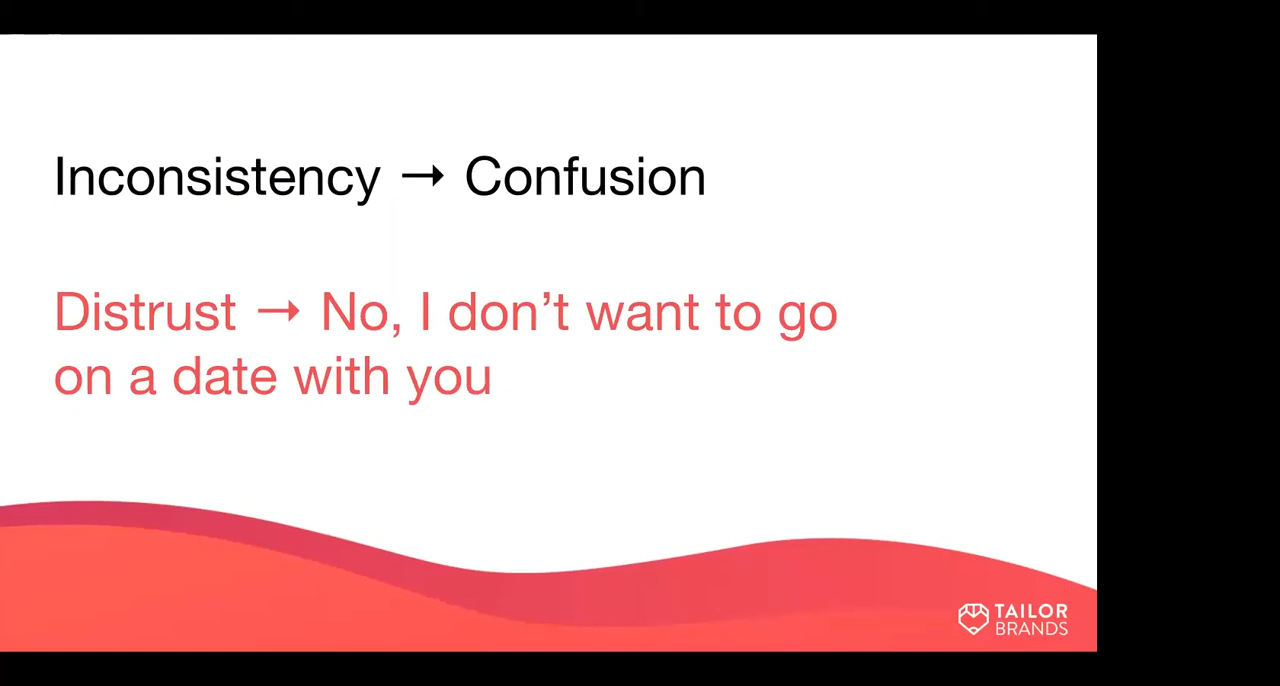 Inconsistency → Confusion
Distrust → No, I don’t want to go
on a date with you
TAILOR
BRANDS